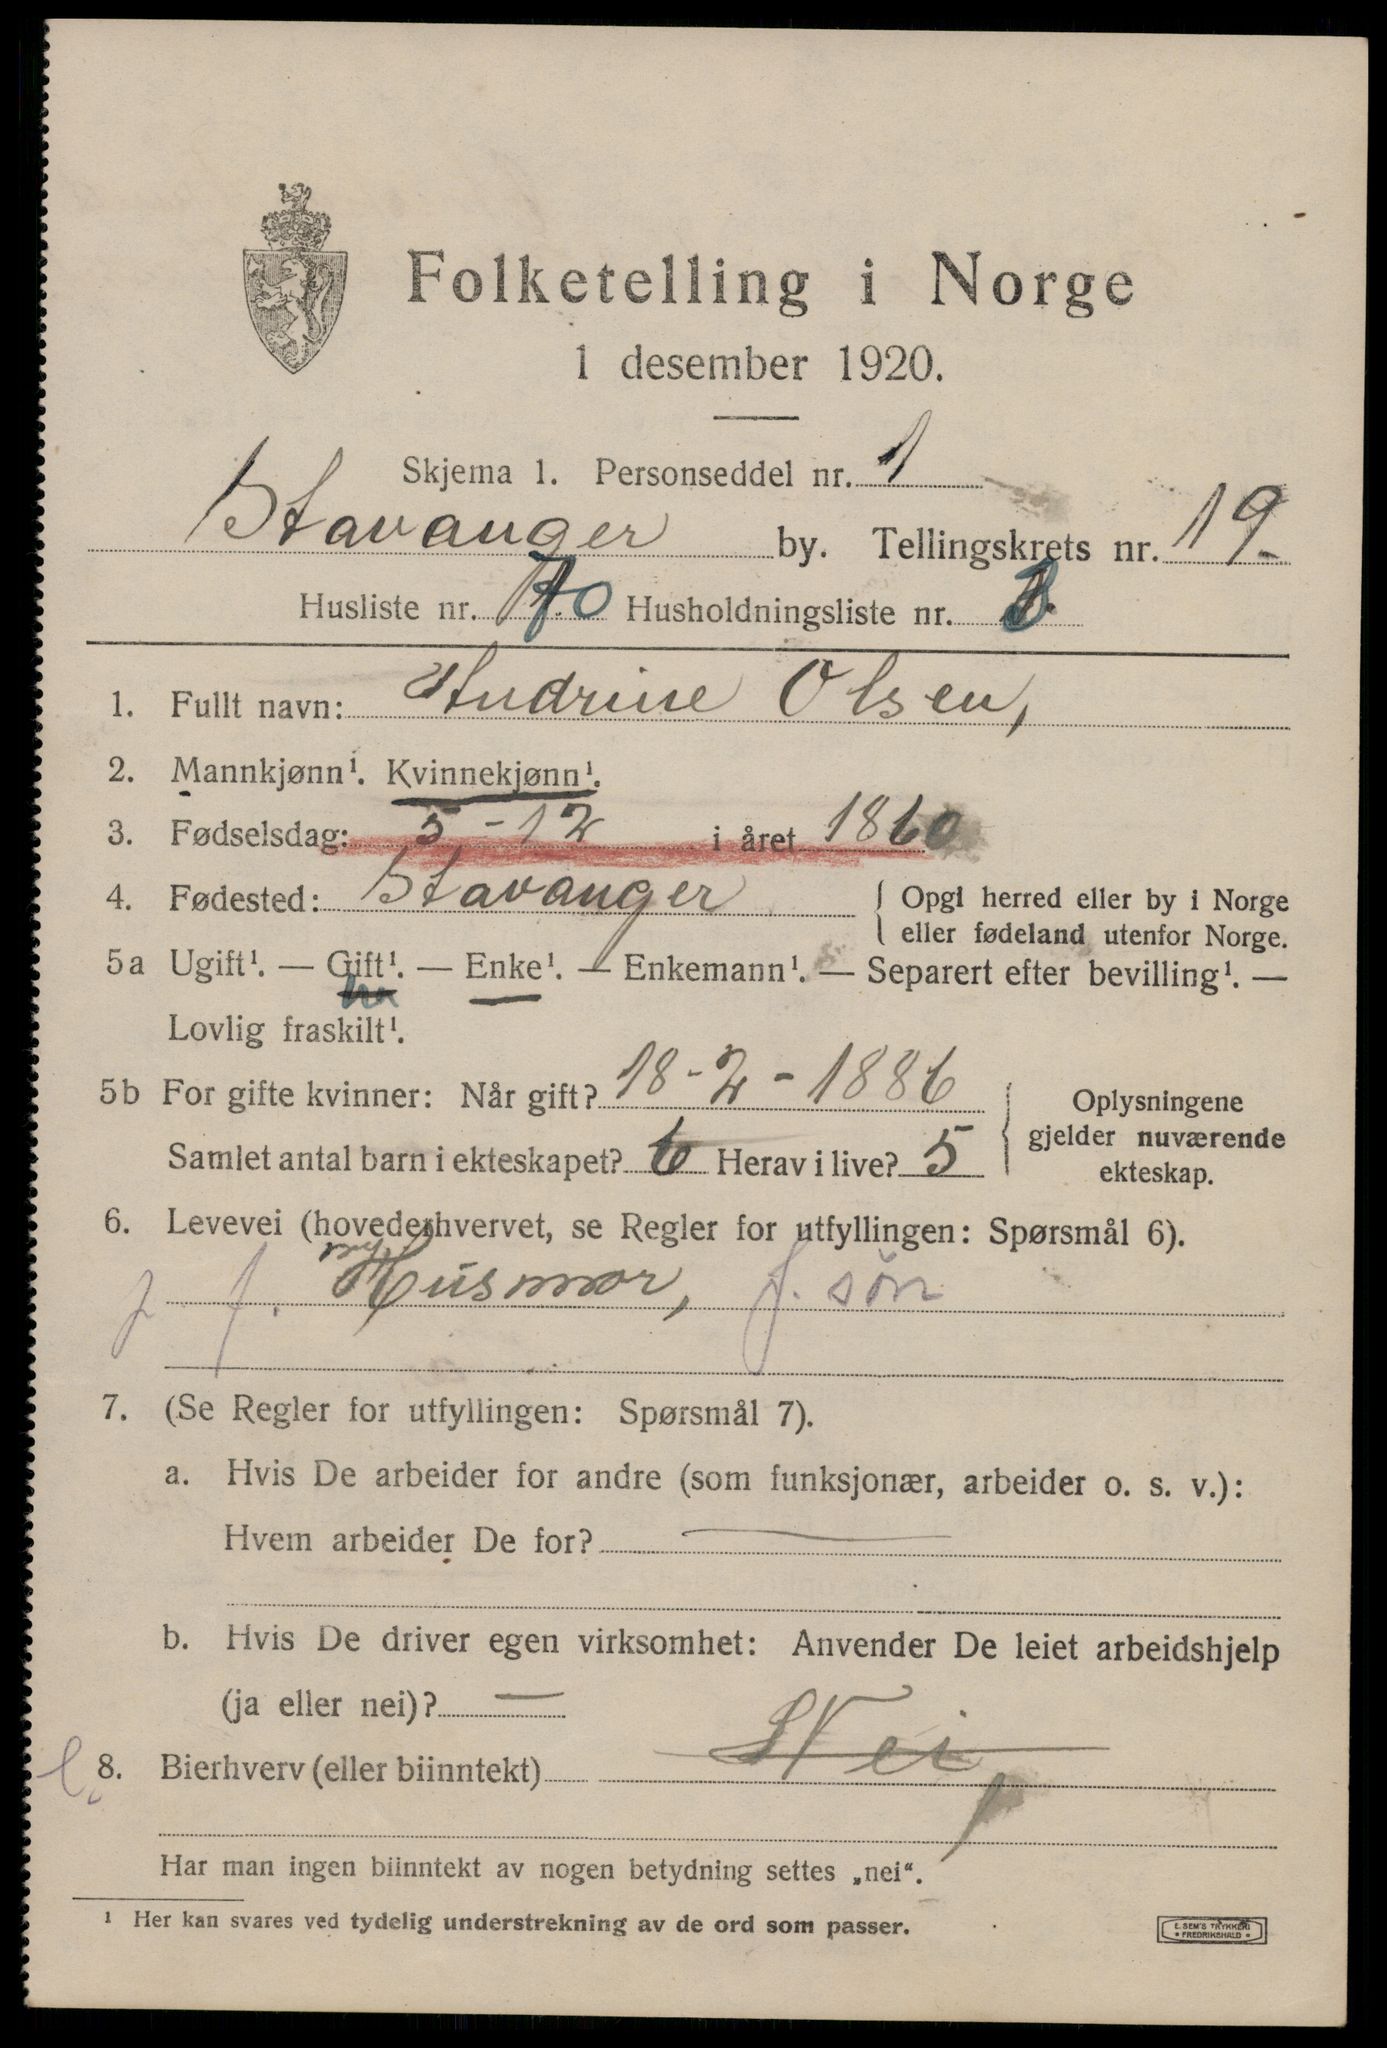 Folketelling i Norge
1 desember 1920.
Skjema 1. Personseddel nr. 1
Stavanger by. Tellingskrets nr. 19
Husliste nr. 70 Husholdningsliste nr.
1. Fullt navn: Andrine Olsen,
2. Mannkjønn¹. Kvinnekjønn¹.
3. Fødselsdag: 5-12 i året 1860
4. Fødested: Stavanger { Opgi herred eller by i Norge
eller fødeland utenfor Norge.
5a Ugift¹. — Gift¹. — Enke¹. — Enkemann¹. — Separert efter bevilling¹. —
Lovlig fraskilt¹.
5b For gifte kvinner: Når gift? 18-2-1886
Samlet antal barn i ekteskapet? 6 Herav i live? 5
Oplysningene
gjelder nuværende
ekteskap.
6. Levevei (hovederhvervet, se Regler for utfyllingen: Spørsmål 6).
f. Husmor, f. søn
7. (Se Regler for utfyllingen: Spørsmål 7).
a. Hvis De arbeider for andre (som funksjonær, arbeider o. s. v.):
Hvem arbeider De for? —
b. Hvis De driver egen virksomhet: Anvender De leiet arbeidshjelp
(ja eller nei)? —
8. Bierhverv (eller biinntekt) Nei
Har man ingen biinntekt av nogen betydning settes „nei“.
¹ Her kan svares ved tydelig understrekning av de ord som passer.
E. SEM'S TRYKKERI
* FREDRIKSHALD *